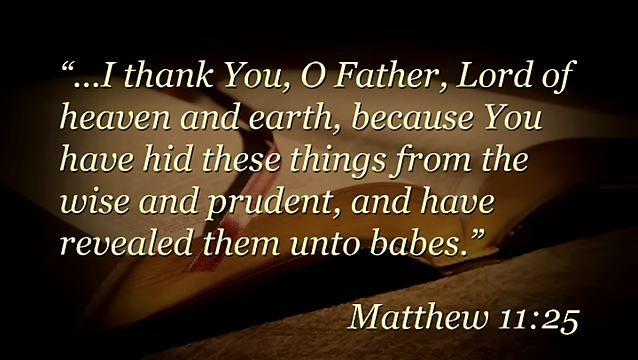 “...I thank You, O Father, Lord of
heaven and earth, because You
have hid these things from the
wise and prudent, and have
revealed them unto babes.”
Matthew 11:25